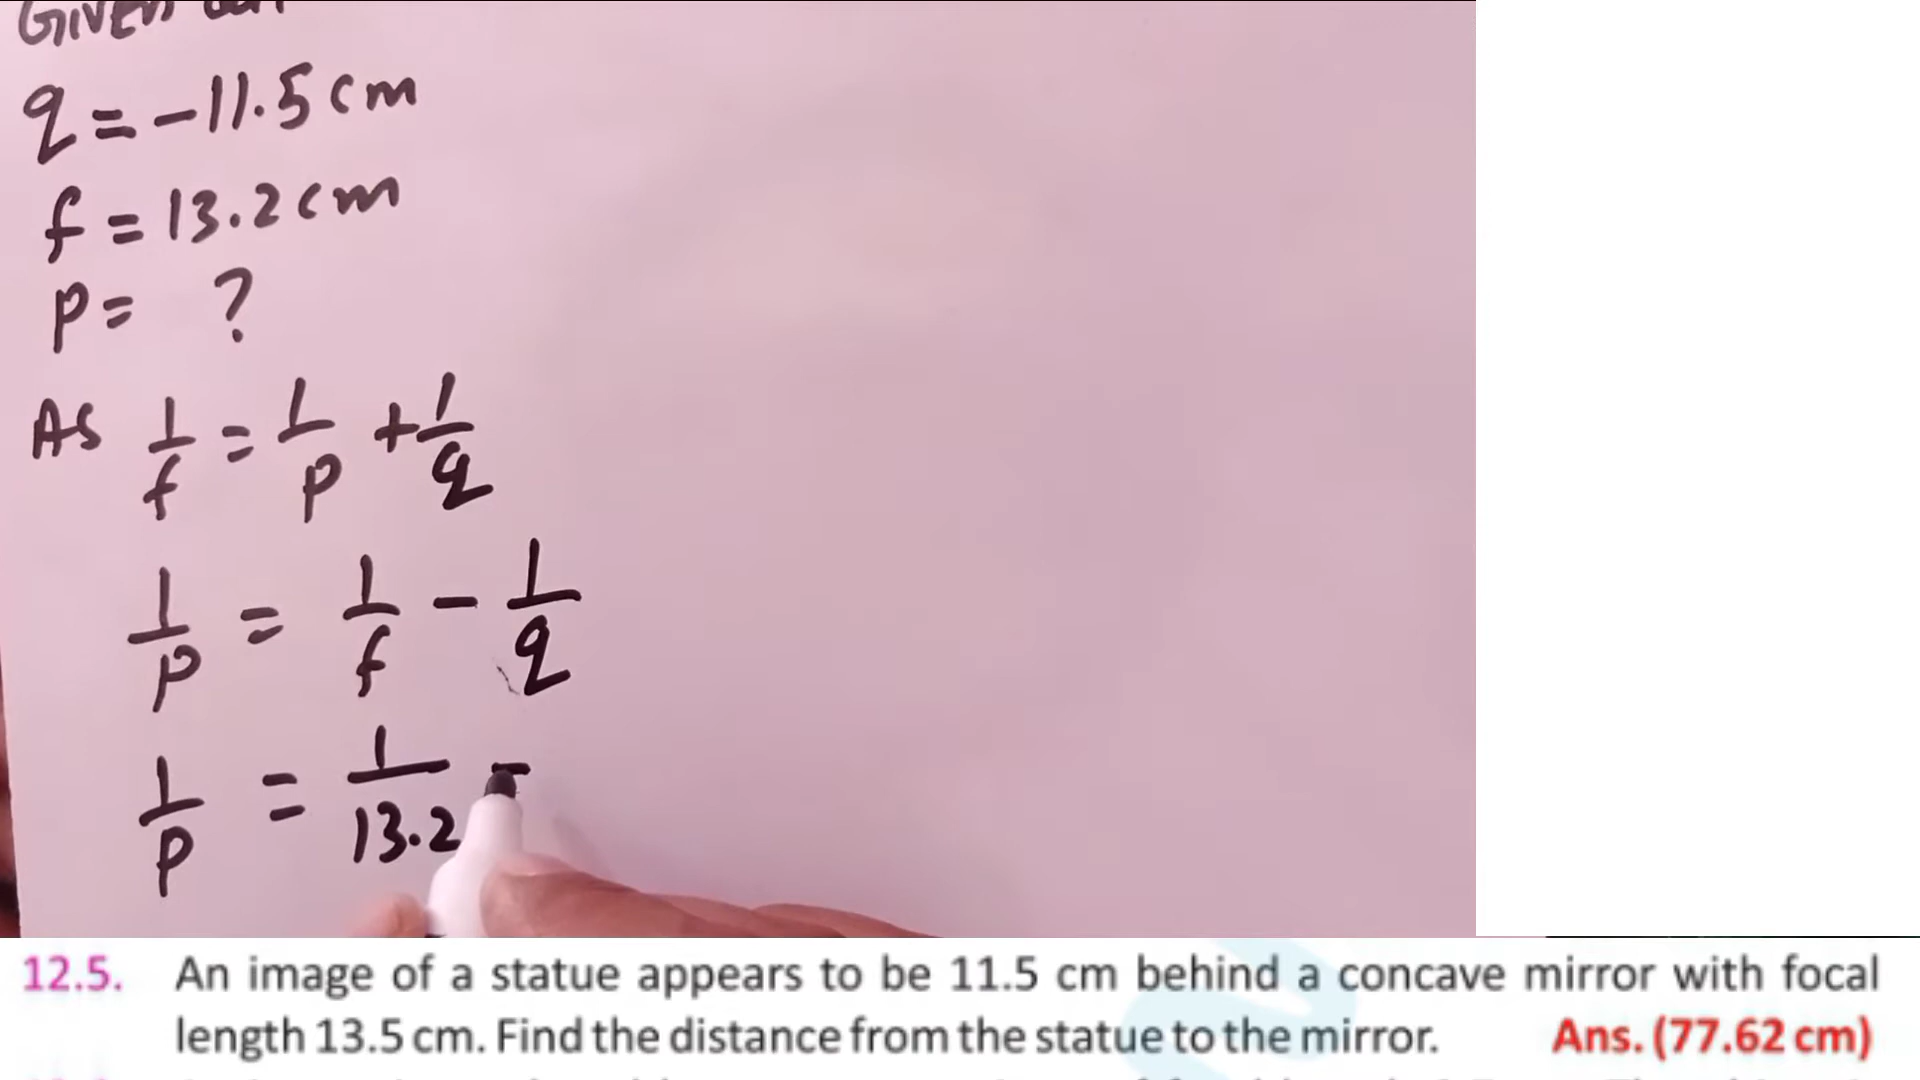 GIVEN
q = -11.5 cm
f = 13.2 cm
P = ?
AS 1/f = 1/p + 1/q
1/p = 1/f - 1/q
1/p = 1/13.2 -
12.5. An image of a statue appears to be 11.5 cm behind a concave mirror with focal
length 13.5 cm. Find the distance from the statue to the mirror. Ans. (77.62 cm)